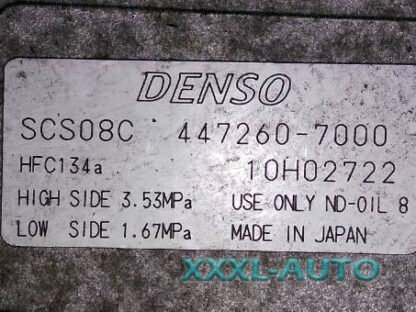 DENSO
SCS08C 447260-7000
HFC134a 10H02722
HIGH SIDE 3.53MPa USE ONLY ND-OIL 8
LOW SIDE 1.67MPa MADE IN JAPAN
XXXL-AUTO